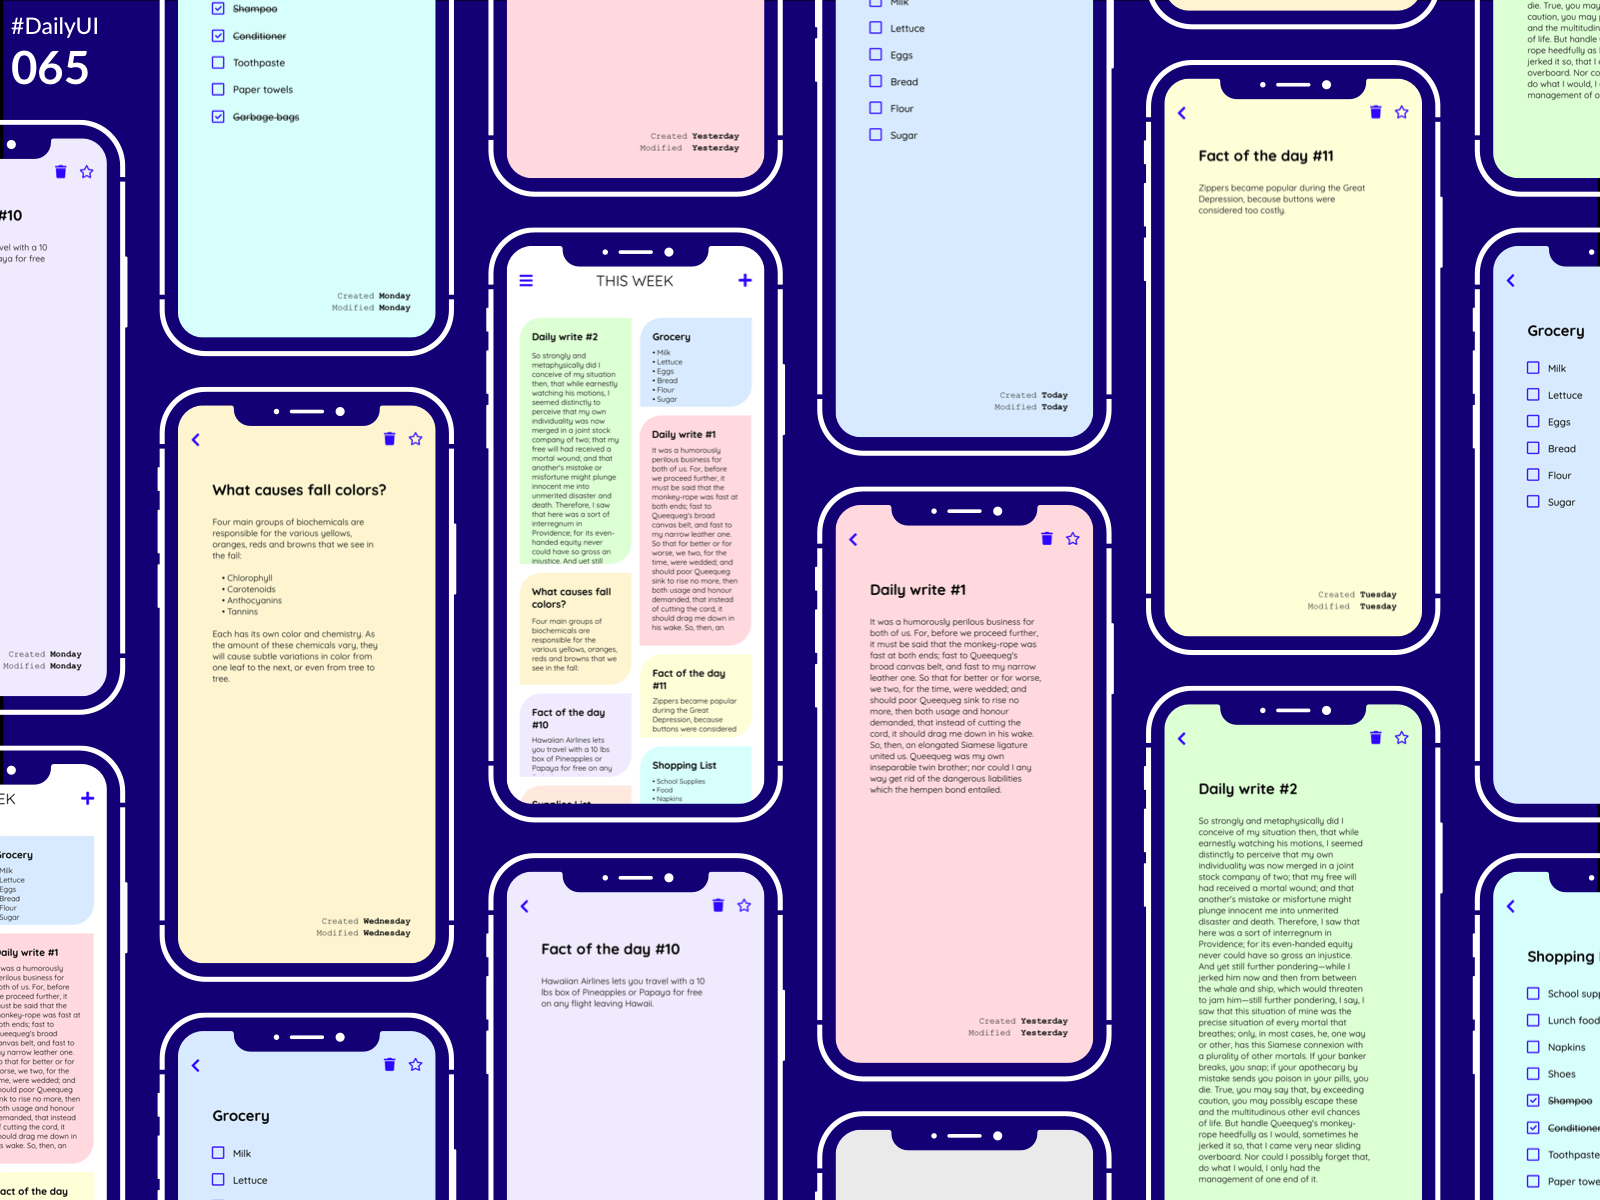 #DailyUI
065
#10
vel with a 10
aya for free
Created Monday
Modified Monday
EK
Grocery
Milk
Lettuce
Eggs
Bread
Flour
Sugar
Daily write #1
was a humorously
erilous business for
oth of us. For, before
e proceed further, it
ust be said that the
onkey-rope was fast at
oth ends; fast to
ueequeg's broad
anvas belt, and fast to
y narrow leather one.
o that for better or for
orse, we two, for the
me, were wedded; and
hould poor Queequeg
nk to rise no more, then
oth usage and honour
emanded, that instead
f cutting the cord, it
hould drag me down in
s wake. So, then, an
act of the day
Shampoo
Conditioner
Toothpaste
Paper towels
Garbage bags
Created Monday
Modified Monday
What causes fall colors?
Four main groups of biochemicals are
responsible for the various yellows,
oranges, reds and browns that we see in
the fall:
• Chlorophyll
• Carotenoids
• Anthocyanins
• Tannins
Each has its own color and chemistry. As
the amount of these chemicals vary, they
will cause subtle variations in color from
one leaf to the next, or even from tree to
tree.
Created Wednesday
Modified Wednesday
Grocery
Milk
Lettuce
Created Yesterday
Modified Yesterday
THIS WEEK
Daily write #2
So strongly and
metaphysically did I
conceive of my situation
then, that while earnestly
watching his motions, I
seemed distinctly to
perceive that my own
individuality was now
merged in a joint stock
company of two; that my
free will had received a
mortal wound; and that
another's mistake or
misfortune might plunge
innocent me into
unmerited disaster and
death. Therefore, I saw
that here was a sort of
interregnum in
Providence; for its even-
handed equity never
could have so gross an
injustice. And yet still
What causes fall
colors?
Four main groups of
biochemicals are
responsible for the
various yellows, oranges,
reds and browns that we
see in the fall:
Fact of the day
#10
Hawaiian Airlines lets
you travel with a 10 lbs
box of Pineapples or
Papaya for free on any
Supplies List
Grocery
• Milk
• Lettuce
• Eggs
• Bread
• Flour
• Sugar
Daily write #1
It was a humorously
perilous business for
both of us. For, before
we proceed further, it
must be said that the
monkey-rope was fast at
both ends; fast to
Queequeg's broad
canvas belt, and fast to
my narrow leather one.
So that for better or for
worse, we two, for the
time, were wedded; and
should poor Queequeg
sink to rise no more, then
both usage and honour
demanded, that instead
of cutting the cord, it
should drag me down in
his wake. So, then, an
Fact of the day
#11
Zippers became popular
during the Great
Depression, because
buttons were considered
Shopping List
• School Supplies
• Food
• Napkins
Fact of the day #10
Hawaiian Airlines lets you travel with a 10
lbs box of Pineapples or Papaya for free
on any flight leaving Hawaii.
Milk
Lettuce
Eggs
Bread
Flour
Sugar
Created Today
Modified Today
Daily write #1
It was a humorously perilous business for
both of us. For, before we proceed further,
it must be said that the monkey-rope was
fast at both ends; fast to Queequeg's
broad canvas belt, and fast to my narrow
leather one. So that for better or for worse,
we two, for the time, were wedded; and
should poor Queequeg sink to rise no
more, then both usage and honour
demanded, that instead of cutting the
cord, it should drag me down in his wake.
So, then, an elongated Siamese ligature
united us. Queequeg was my own
inseparable twin brother; nor could I any
way get rid of the dangerous liabilities
which the hempen bond entailed.
Created Yesterday
Modified Yesterday
Fact of the day #11
Zippers became popular during the Great
Depression, because buttons were
considered too costly.
Created Tuesday
Modified Tuesday
Daily write #2
So strongly and metaphysically did I
conceive of my situation then, that while
earnestly watching his motions, I seemed
distinctly to perceive that my own
individuality was now merged in a joint
stock company of two; that my free will
had received a mortal wound; and that
another's mistake or misfortune might
plunge innocent me into unmerited
disaster and death. Therefore, I saw that
here was a sort of interregnum in
Providence; for its even-handed equity
never could have so gross an injustice.
And yet still further pondering—while I
jerked him now and then from between
the whale and ship, which would threaten
to jam him—still further pondering, I say, I
saw that this situation of mine was the
precise situation of every mortal that
breathes; only, in most cases, he, one way
or other, has this Siamese connexion with
a plurality of other mortals. If your banker
breaks, you snap; if your apothecary by
mistake sends you poison in your pills, you
die. True, you may say that, by exceeding
caution, you may possibly escape these
and the multitudinous other evil chances
of life. But handle Queequeg's monkey-
rope heedfully as I would, sometimes he
jerked it so, that I came very near sliding
overboard. Nor could I possibly forget that,
do what I would, I only had the
management of one end of it.
die. True, you may
caution, you may p
and the multitudin
of life. But handle
rope heedfully as I
jerked it so, that I c
overboard. Nor co
do what I would, I
management of o
Grocery
Milk
Lettuce
Eggs
Bread
Flour
Sugar
Shopping
School supp
Lunch food
Napkins
Shoes
Shampoo
Conditioner
Toothpaste
Paper towe